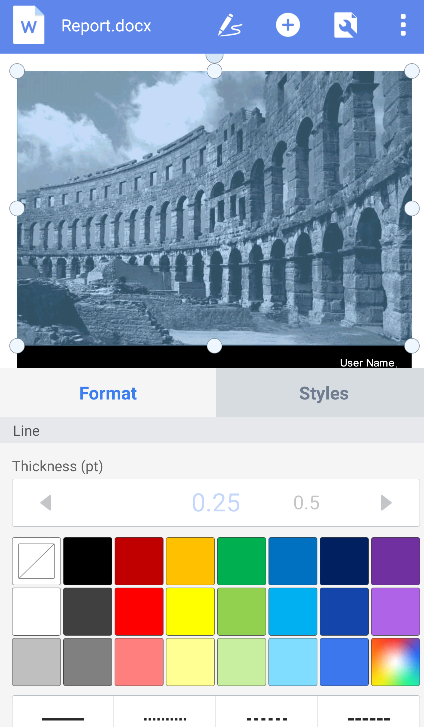 W
Report.docx
User Name,
Format
Styles
Line
Thickness (pt)
0.25
0.5